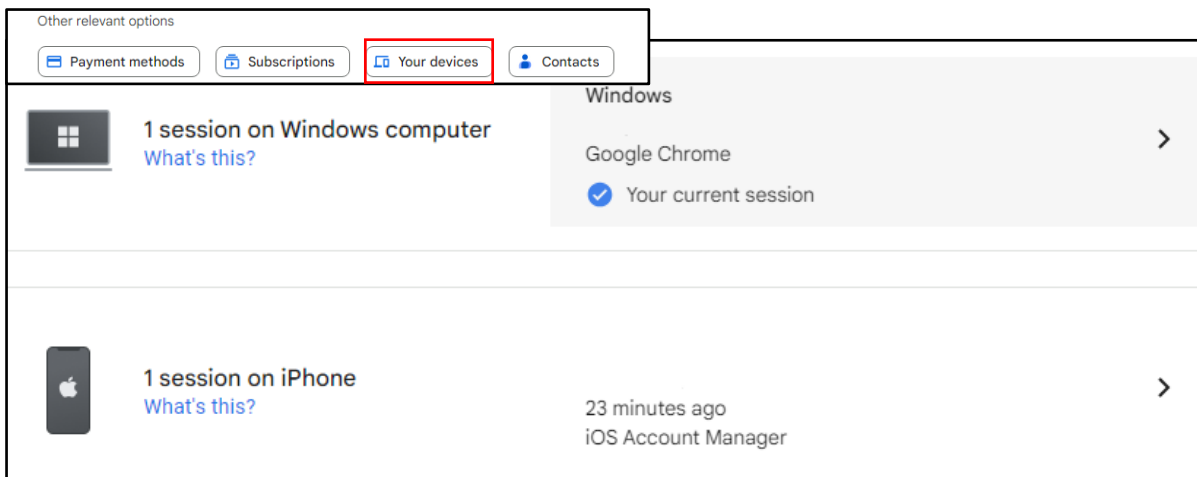 Other relevant options
Payment methods
Subscriptions
Your devices
Contacts
1 session on Windows computer
What's this?
Windows
Google Chrome
Your current session
1 session on iPhone
What's this?
23 minutes ago
iOS Account Manager